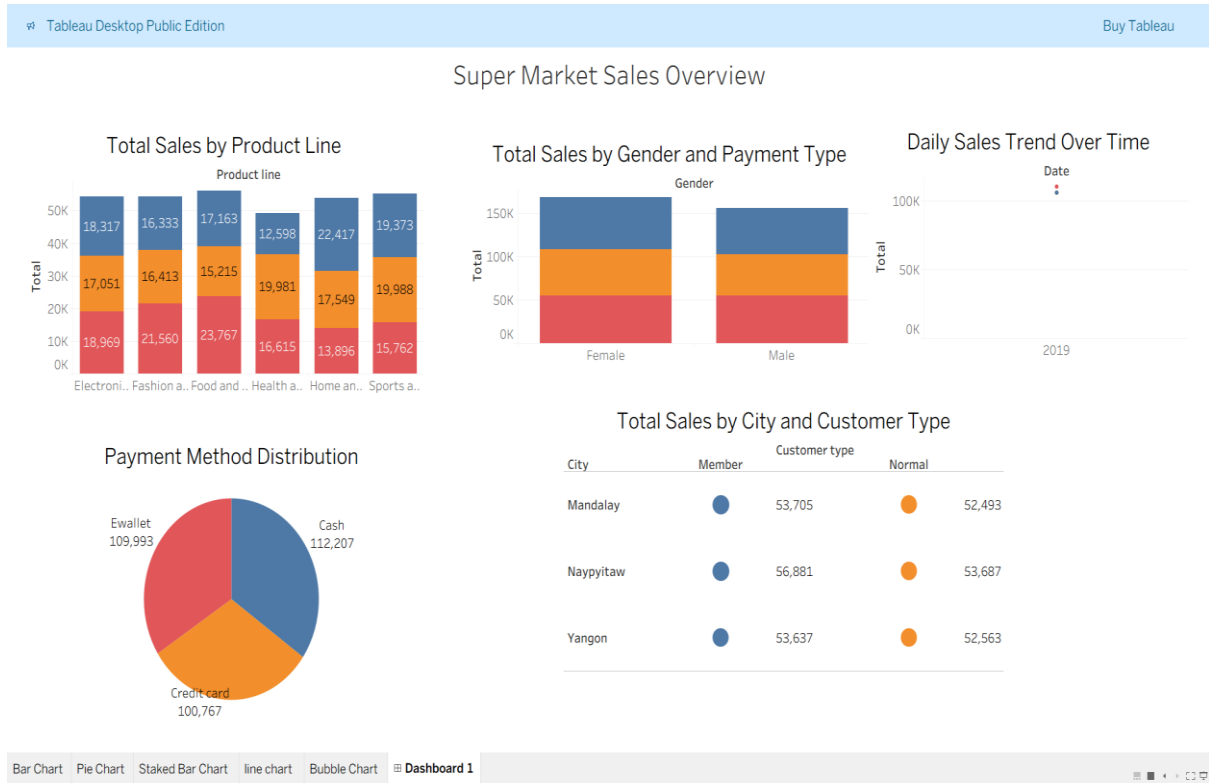 Tableau Desktop Public Edition Buy Tableau
Super Market Sales Overview
Total Sales by Product Line
Product line
Total
50K
40K
30K
20K
10K
0K
18,317 16,333 17,163 12,598 22,417 19,373
17,051 16,413 15,215 19,981 17,549 19,988
18,969 21,560 23,767 16,615 13,896 15,762
Electroni.. Fashion a.. Food and .. Health a.. Home an.. Sports a..
Total Sales by Gender and Payment Type
Gender
Total
150K
100K
50K
0K
Female Male
Daily Sales Trend Over Time
Date
Total
100K
50K
0K
2019
Payment Method Distribution
Ewallet
109,993
Cash
112,207
Credit card
100,767
Total Sales by City and Customer Type
Customer type
City Member Normal
Mandalay 53,705 52,493
Naypyitaw 56,881 53,687
Yangon 53,637 52,563
Bar Chart Pie Chart Staked Bar Chart line chart Bubble Chart Dashboard 1